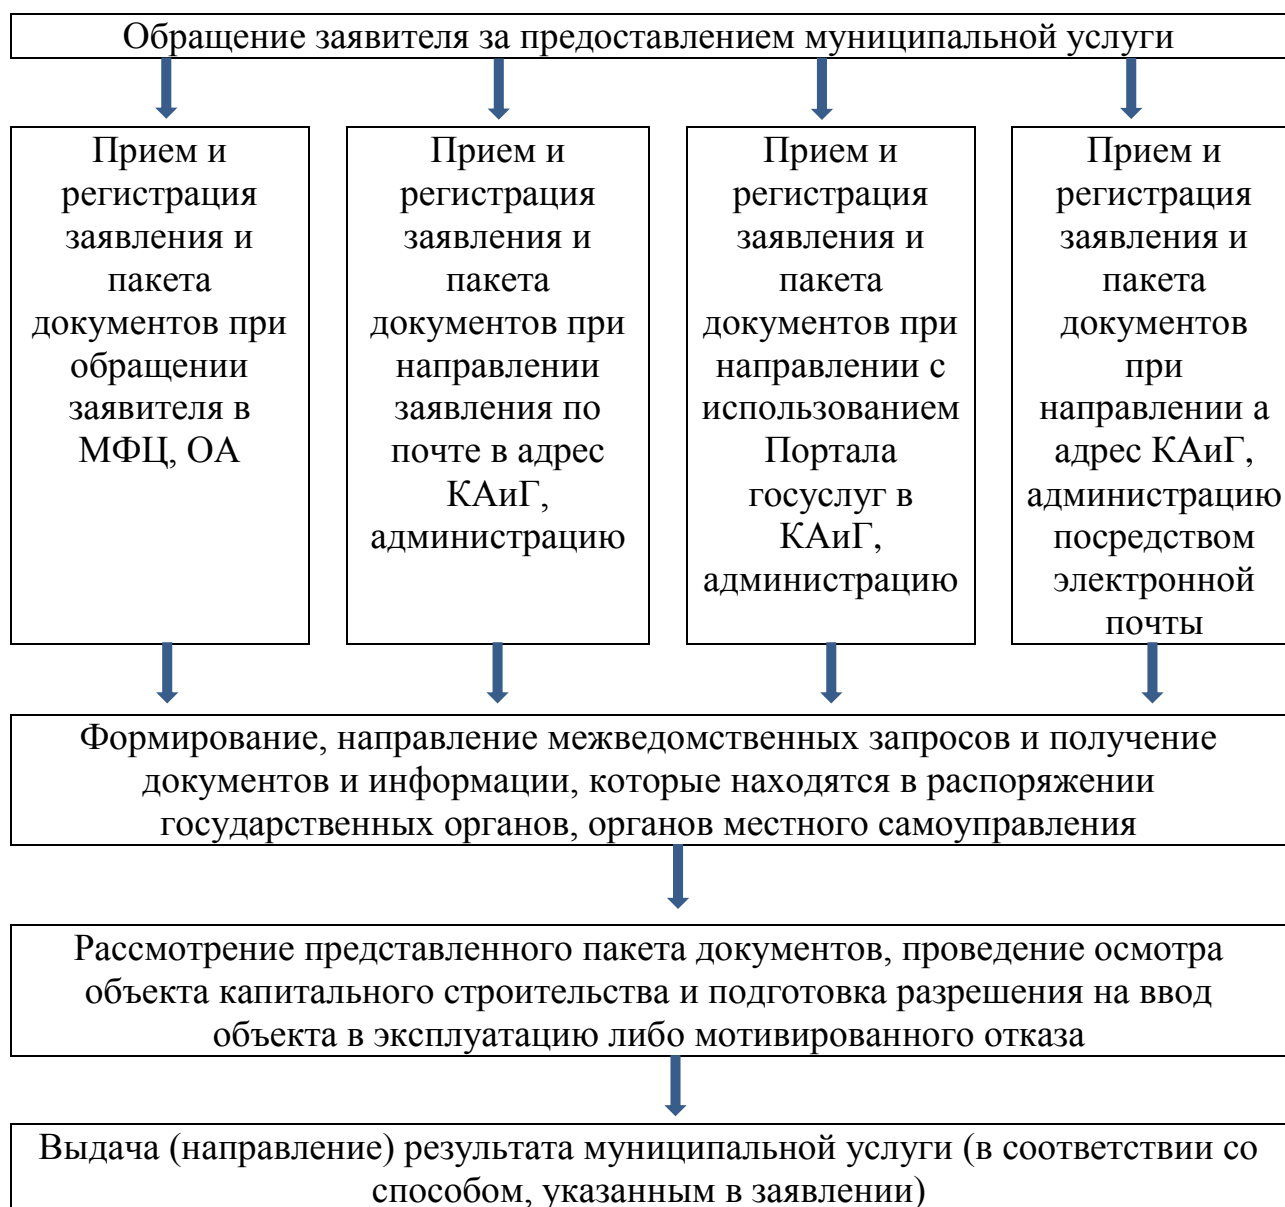 Обращение заявителя за предоставлением муниципальной услуги
Прием и
регистрация
заявления и
пакета
документов при
обращении
заявителя в
МФЦ, ОА
Прием и
регистрация
заявления и
пакета
документов при
направлении
заявления по
почте в адрес
КАиГ,
администрацию
Прием и
регистрация
заявления и
пакета
документов при
направлении с
использованием
Портала
госуслуг в
КАиГ,
администрацию
Прием и
регистрация
заявления и
пакета
документов
при
направлении а
адрес КАиГ,
администрацию
посредством
электронной
почты
Формирование, направление межведомственных запросов и получение
документов и информации, которые находятся в распоряжении
государственных органов, органов местного самоуправления
Рассмотрение представленного пакета документов, проведение осмотра
объекта капитального строительства и подготовка разрешения на ввод
объекта в эксплуатацию либо мотивированного отказа
Выдача (направление) результата муниципальной услуги (в соответствии со
способом, указанным в заявлении)